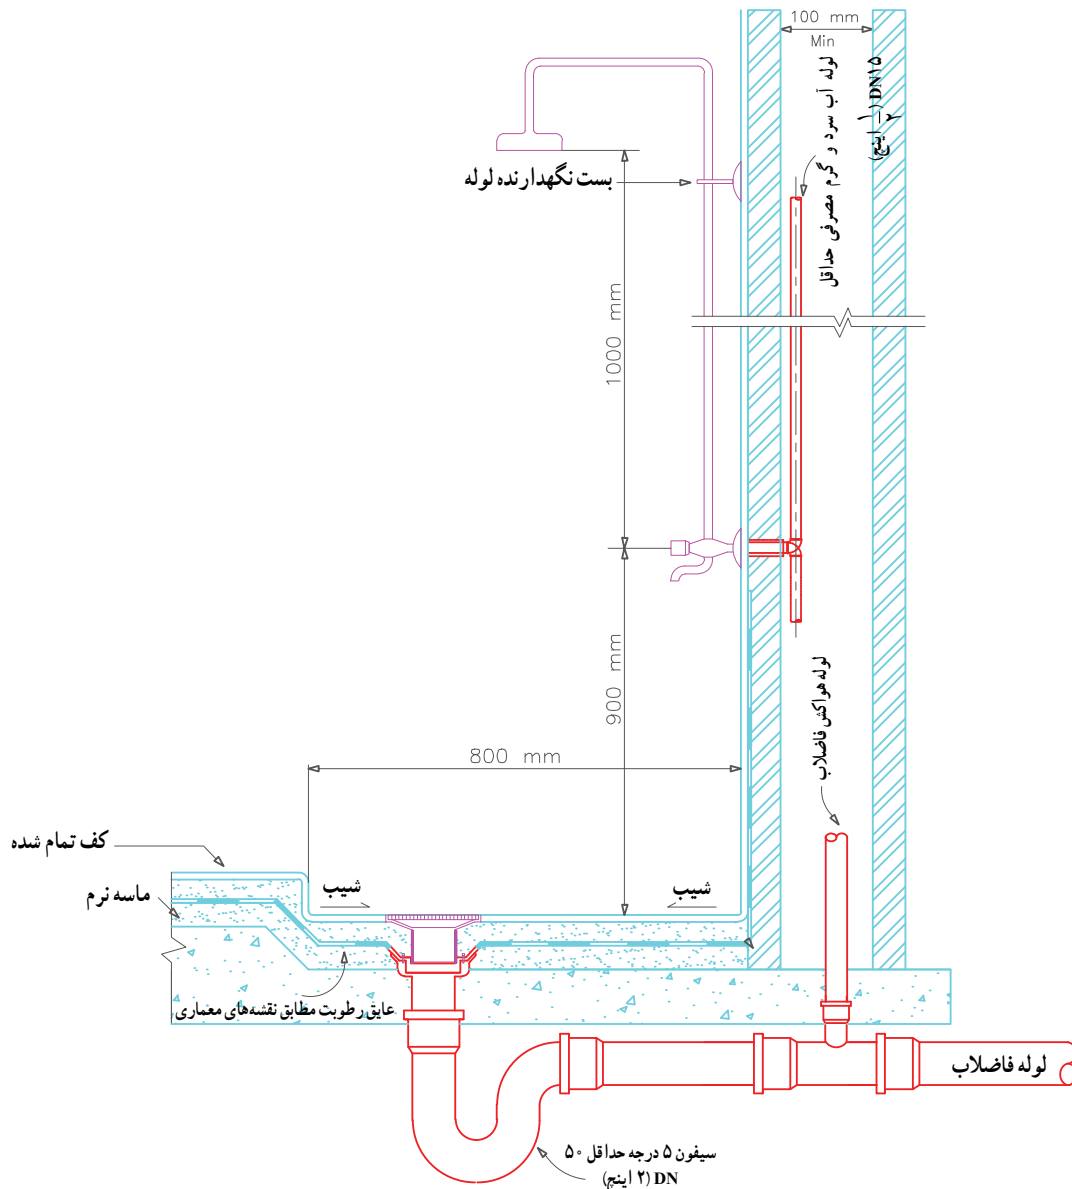 100 mm
Min
لوله آب سرد و گرم مصرفی حداقل
DN۱۵ (۱/۲ اینچ)
بست نگهدارنده لوله
1000 mm
900 mm
لوله هواکش فاضلاب
800 mm
کف تمام شده
ماسه نرم
شیب
شیب
عایق رطوبت مطابق نقشه‌های معماری
لوله فاضلاب
سیفون ۵ درجه حداقل ۵۰
DN (۲ اینچ)